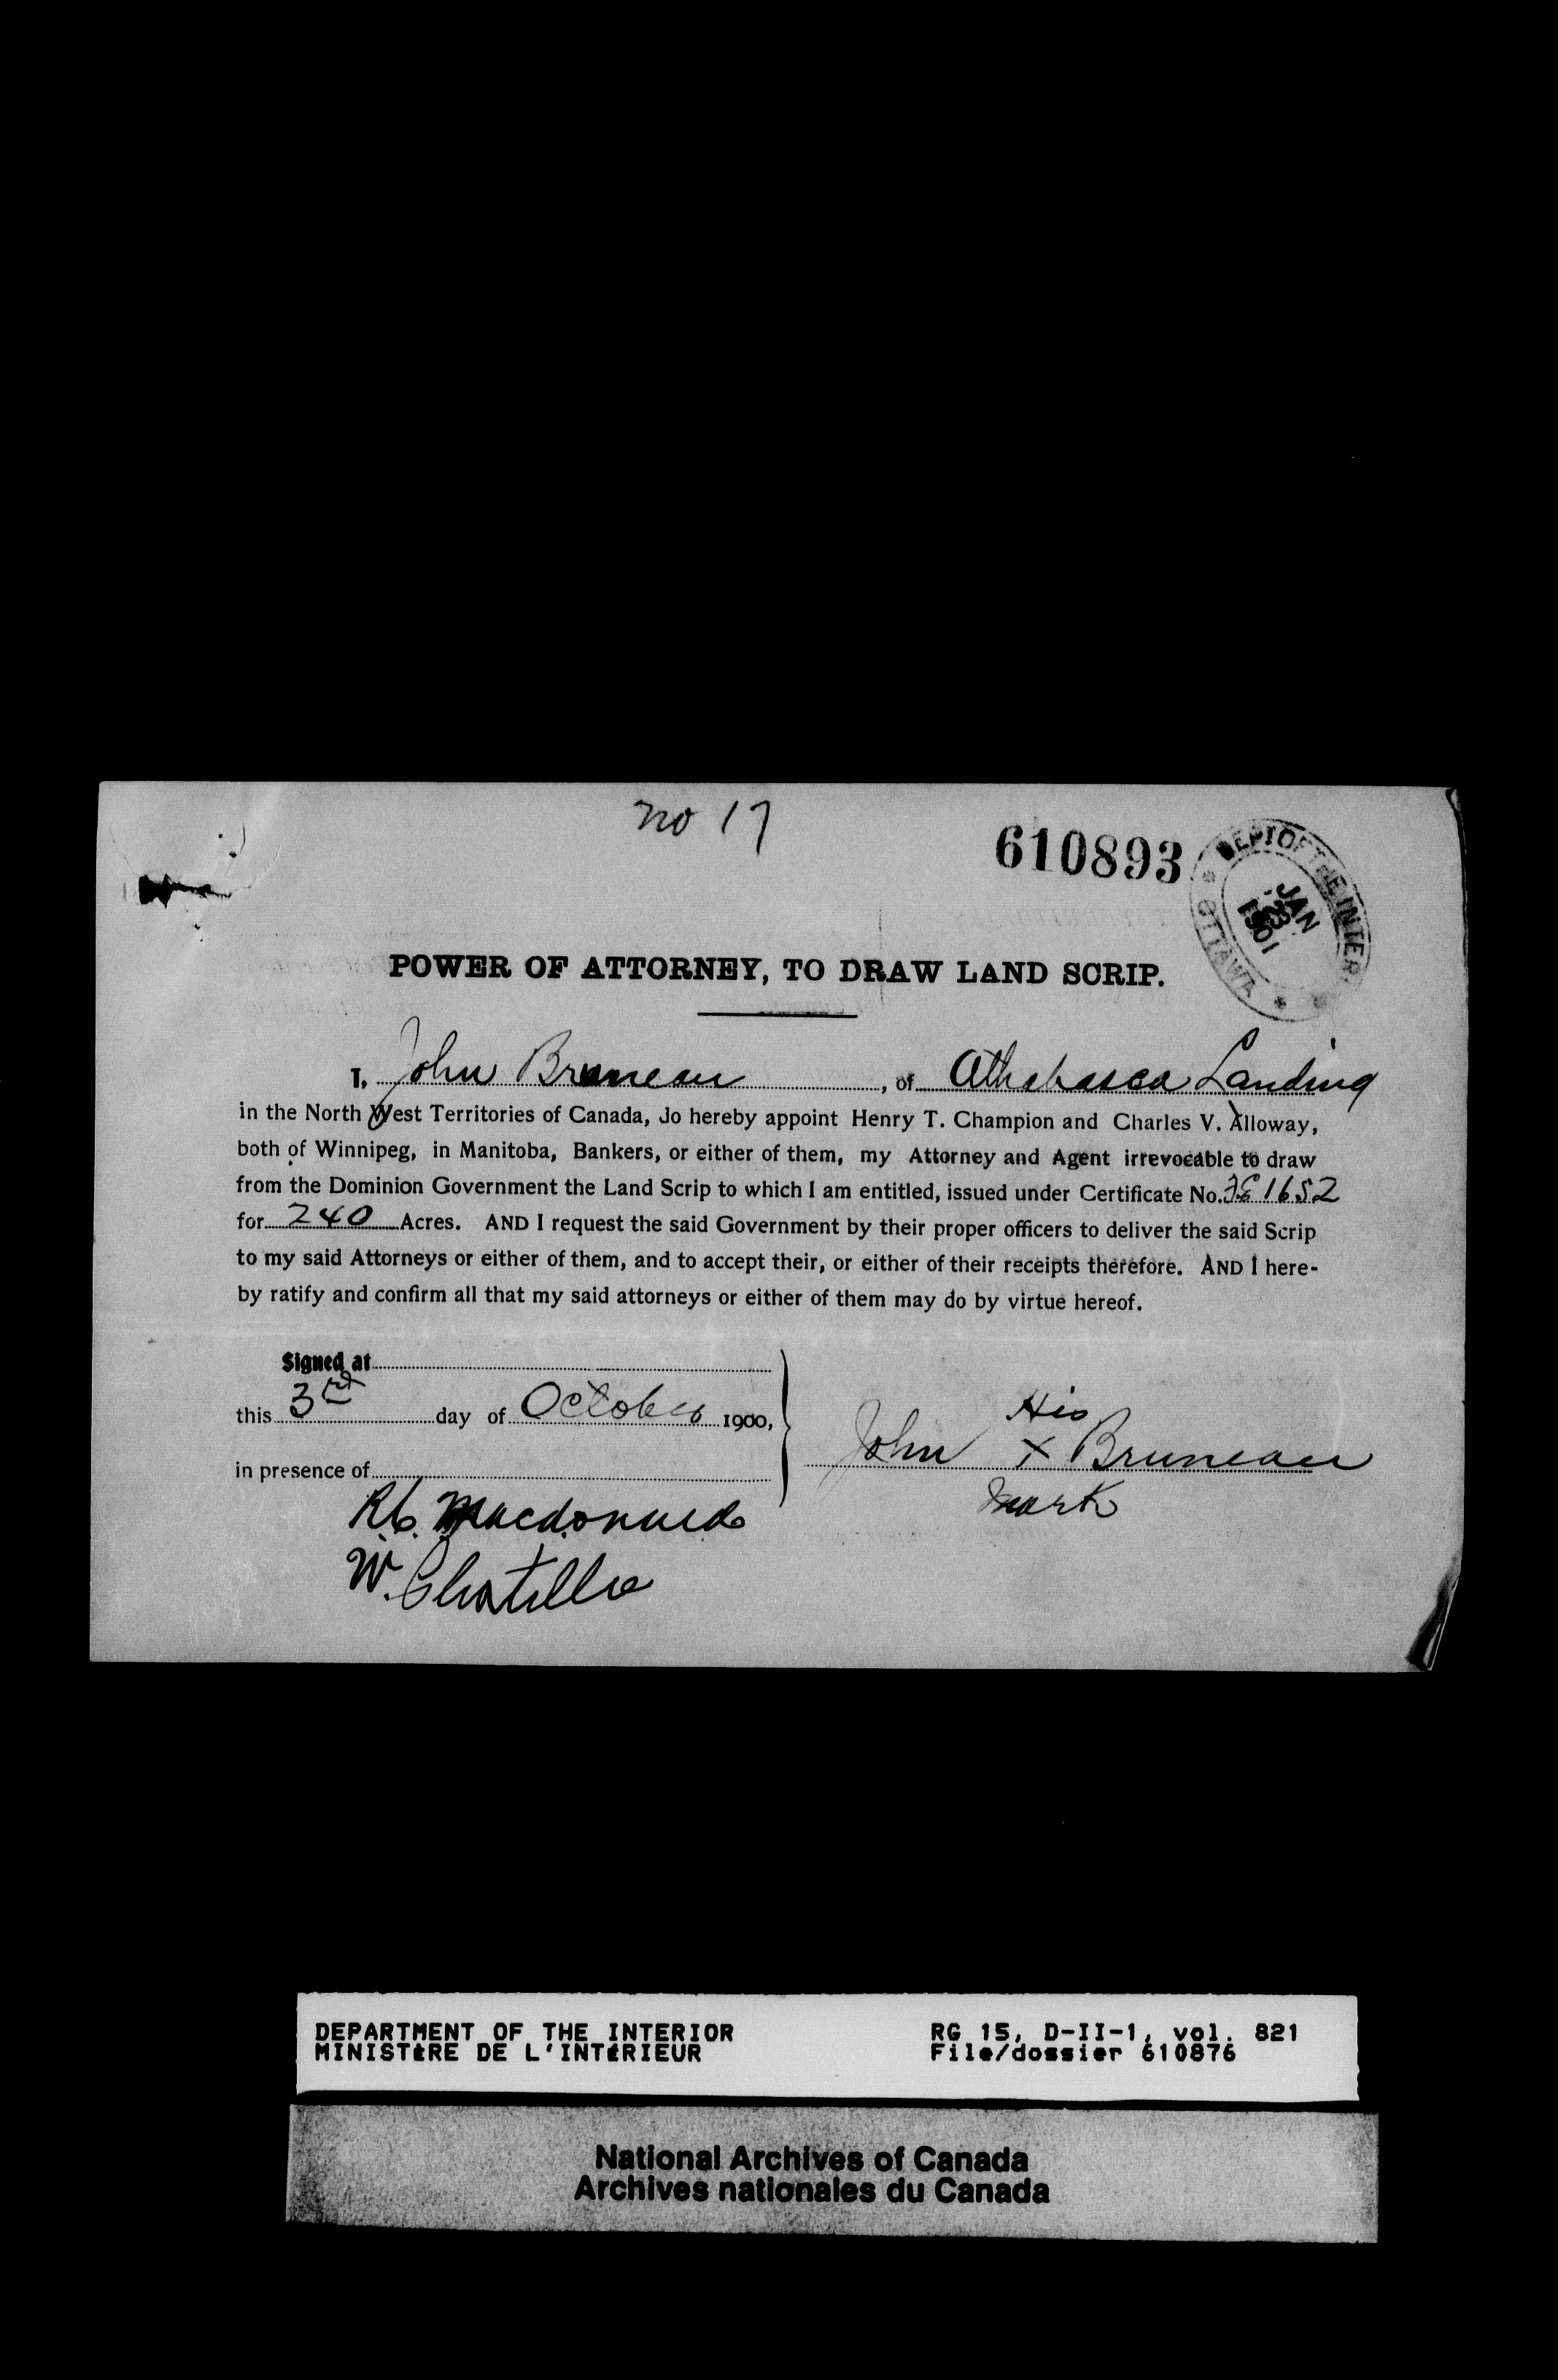 no 17
610893
DEPT OF THE INTER
JAN
23
1901
OTTAWA
POWER OF ATTORNEY, TO DRAW LAND SCRIP.
I, John Bruneau, of Athabasca Landing
in the North West Territories of Canada, Jo hereby appoint Henry T. Champion and Charles V. Alloway,
both of Winnipeg, in Manitoba, Bankers, or either of them, my Attorney and Agent irrevocable to draw
from the Dominion Government the Land Scrip to which I am entitled, issued under Certificate No. 1652
for 240 Acres. AND I request the said Government by their proper officers to deliver the said Scrip
to my said Attorneys or either of them, and to accept their, or either of their receipts therefore. AND I here-
by ratify and confirm all that my said attorneys or either of them may do by virtue hereof.
Signed at
this 3rd day of October 1900,
in presence of
His
John X Bruneau
mark
Macdonald
W.
DEPARTMENT OF THE INTERIOR
MINISTÈRE DE L'INTÉRIEUR
RG 15, D-II-1, vol. 821
File/dossier 610876
National Archives of Canada
Archives nationales du Canada